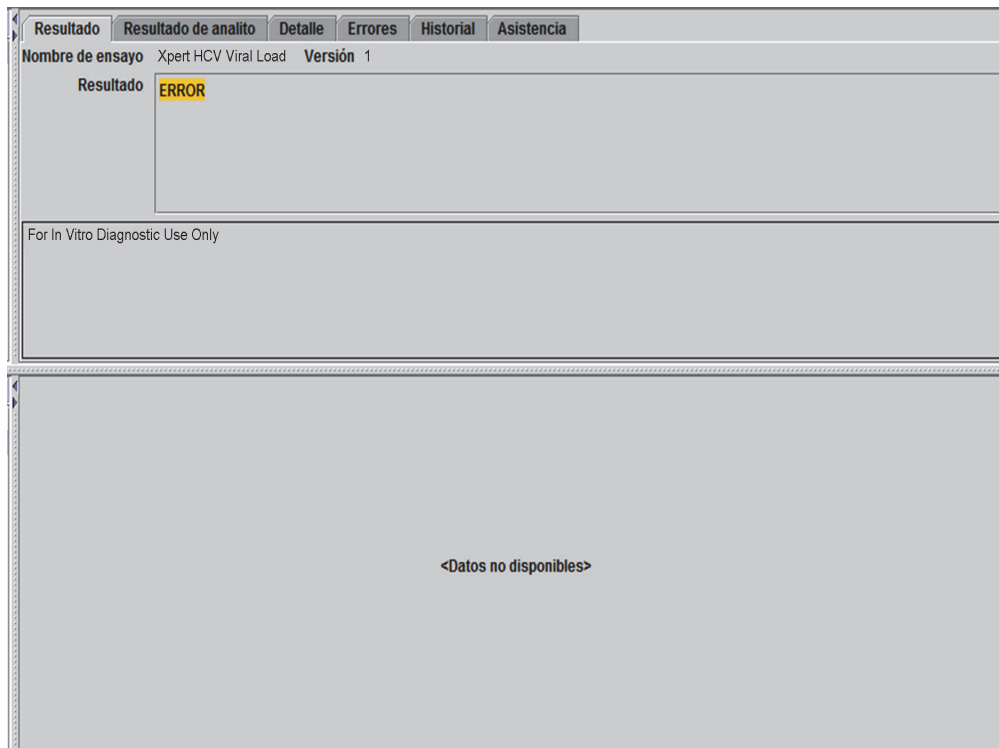 Resultado Resultado de analito Detalle Errores Historial Asistencia
Nombre de ensayo Xpert HCV Viral Load Versión 1
Resultado ERROR
For In Vitro Diagnostic Use Only
<Datos no disponibles>